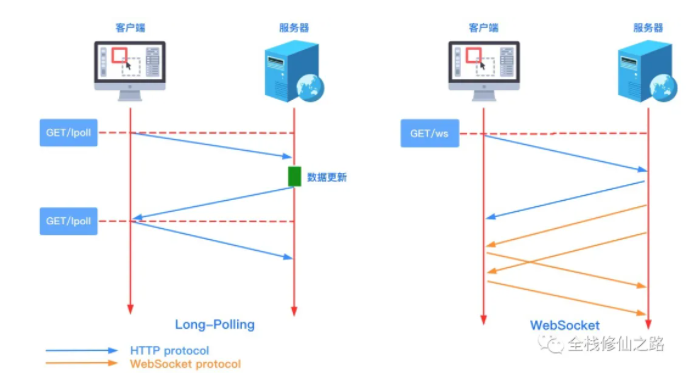 客户端
服务器
客户端
服务器
GET/lpoll
GET/ws
数据更新
GET/lpoll
Long-Polling
WebSocket
HTTP protocol
WebSocket protocol
全栈修仙之路